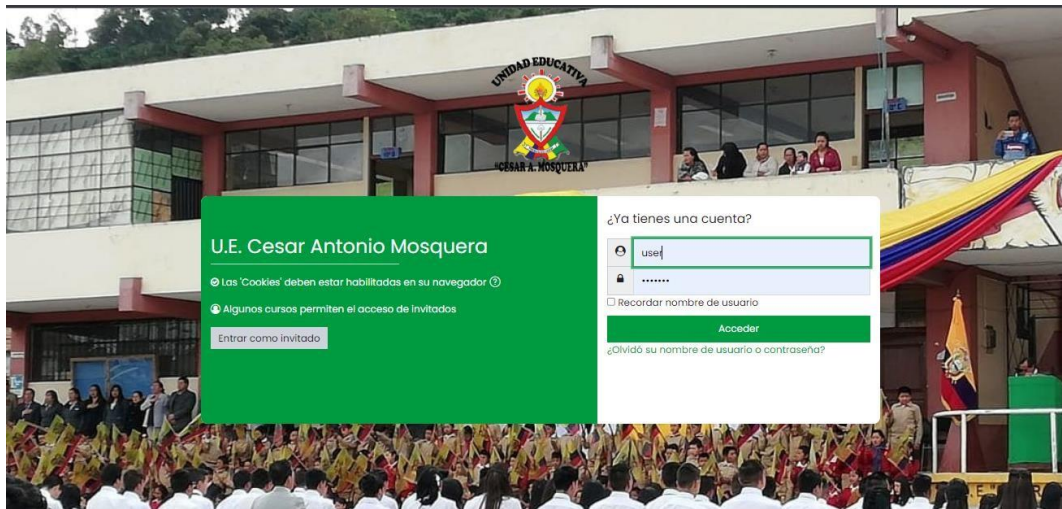 UNIDAD EDUCATIVA
"CESAR A. MOSQUERA"
U.E. Cesar Antonio Mosquera
Las 'Cookies' deben estar habilitadas en su navegador
Algunos cursos permiten el acceso de invitados
Entrar como invitado
¿Ya tienes una cuenta?
user
•••••••
Recordar nombre de usuario
Acceder
¿Olvidó su nombre de usuario o contraseña?